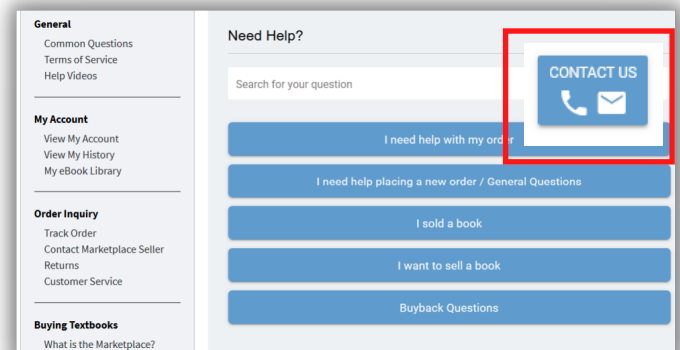 General
Common Questions
Terms of Service
Help Videos
My Account
View My Account
View My History
My eBook Library
Order Inquiry
Track Order
Contact Marketplace Seller
Returns
Customer Service
Buying Textbooks
What is the Marketplace?
Need Help?
Search for your question
CONTACT US
I need help with my order
I need help placing a new order / General Questions
I sold a book
I want to sell a book
Buyback Questions